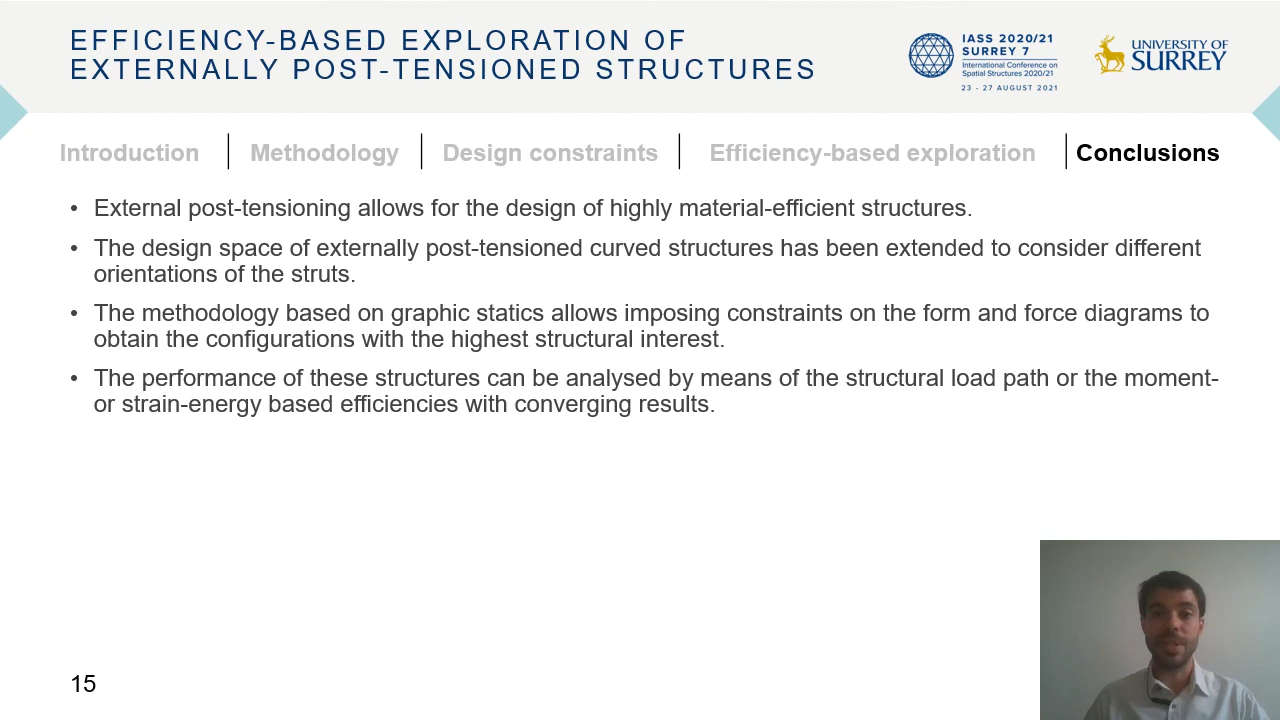 EFFICIENCY-BASED EXPLORATION OF
EXTERNALLY POST-TENSIONED STRUCTURES
IASS 2020/21
SURREY 7
International Conference on
Spatial Structures 2020/21
23 - 27 AUGUST 2021
UNIVERSITY OF
SURREY
Introduction | Methodology | Design constraints | Efficiency-based exploration | Conclusions
• External post-tensioning allows for the design of highly material-efficient structures.
• The design space of externally post-tensioned curved structures has been extended to consider different
orientations of the struts.
• The methodology based on graphic statics allows imposing constraints on the form and force diagrams to
obtain the configurations with the highest structural interest.
• The performance of these structures can be analysed by means of the structural load path or the moment-
or strain-energy based efficiencies with converging results.
15